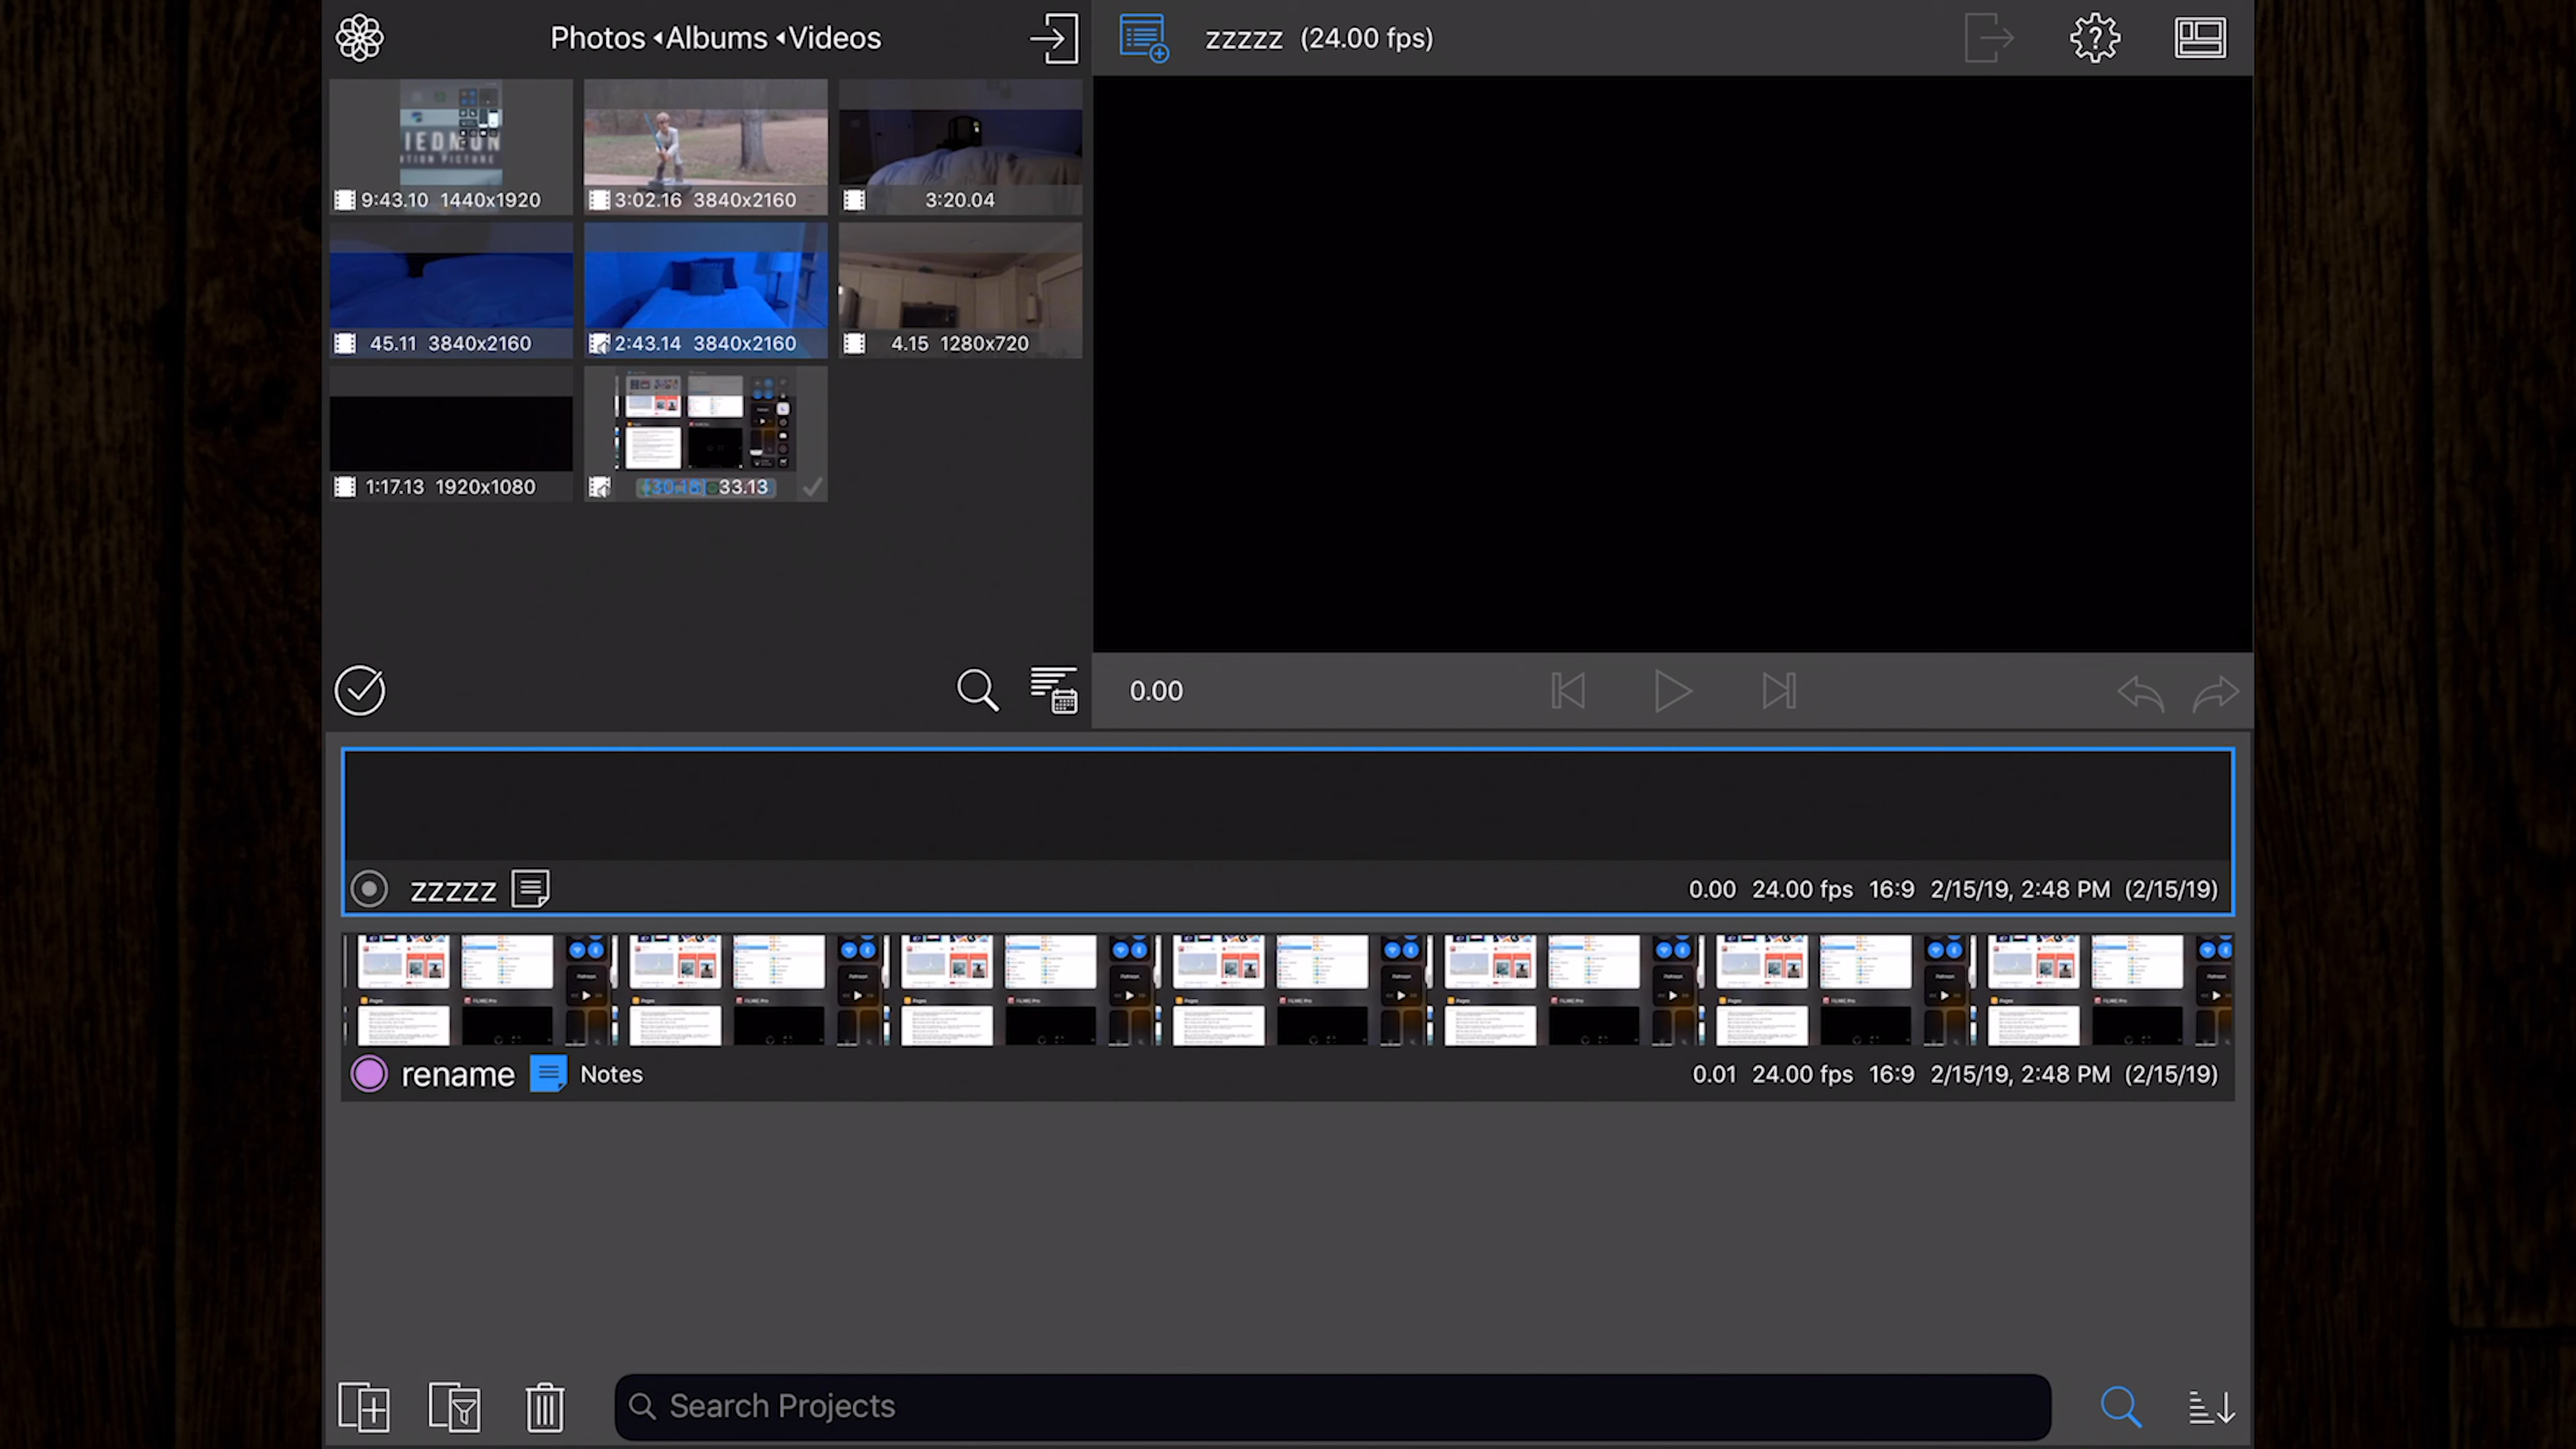 Photos ◂Albums ◂Videos
zzzzz (24.00 fps)
IEDMON
TION PICTURE
9:43.10 1440x1920
3:02.16 3840x2160
3:20.04
45.11 3840x2160
2:43.14 3840x2160
4.15 1280x720
1:17.13 1920x1080
33.13
0.00
zzzzz
0.00 24.00 fps 16:9 2/15/19, 2:48 PM (2/15/19)
rename Notes
0.01 24.00 fps 16:9 2/15/19, 2:48 PM (2/15/19)
Search Projects